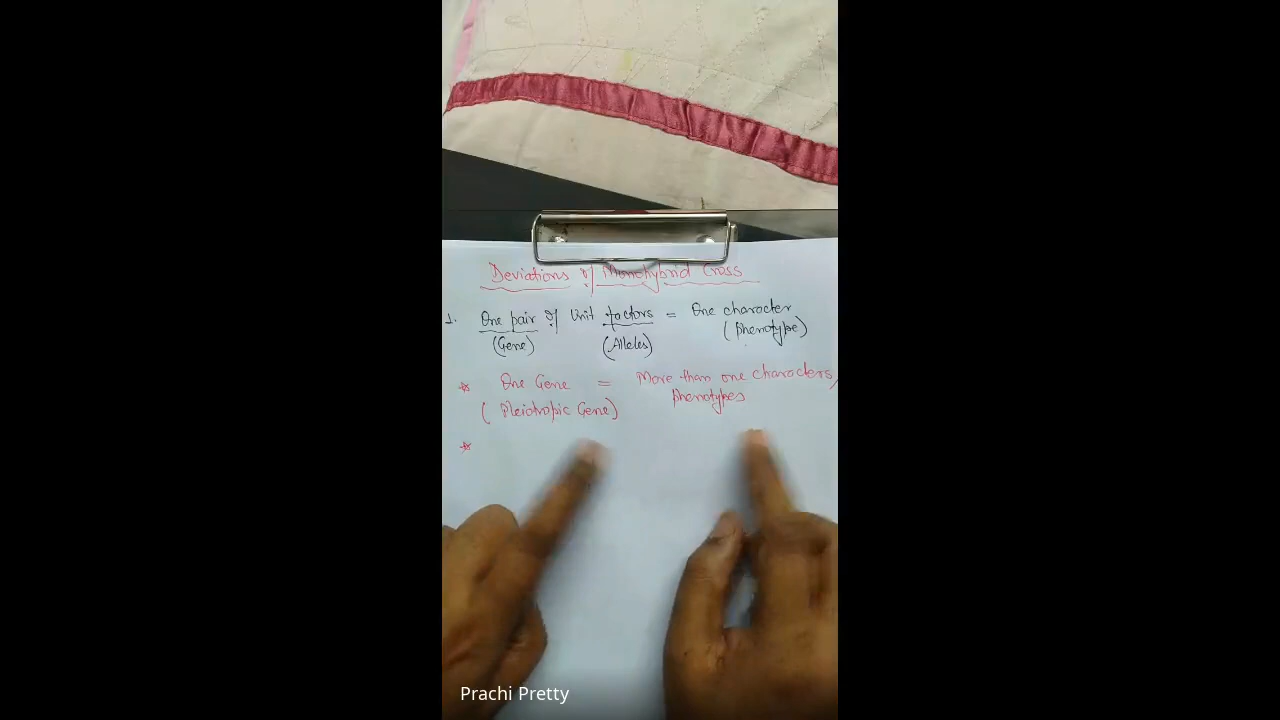 Deviations of Monohybrid Cross
1. One pair of Unit factors = One character
(Gene) (Alleles) (Phenotype)
* One Gene = More than one characters/
(Pleiotropic Gene) Phenotypes
*
Prachi Pretty